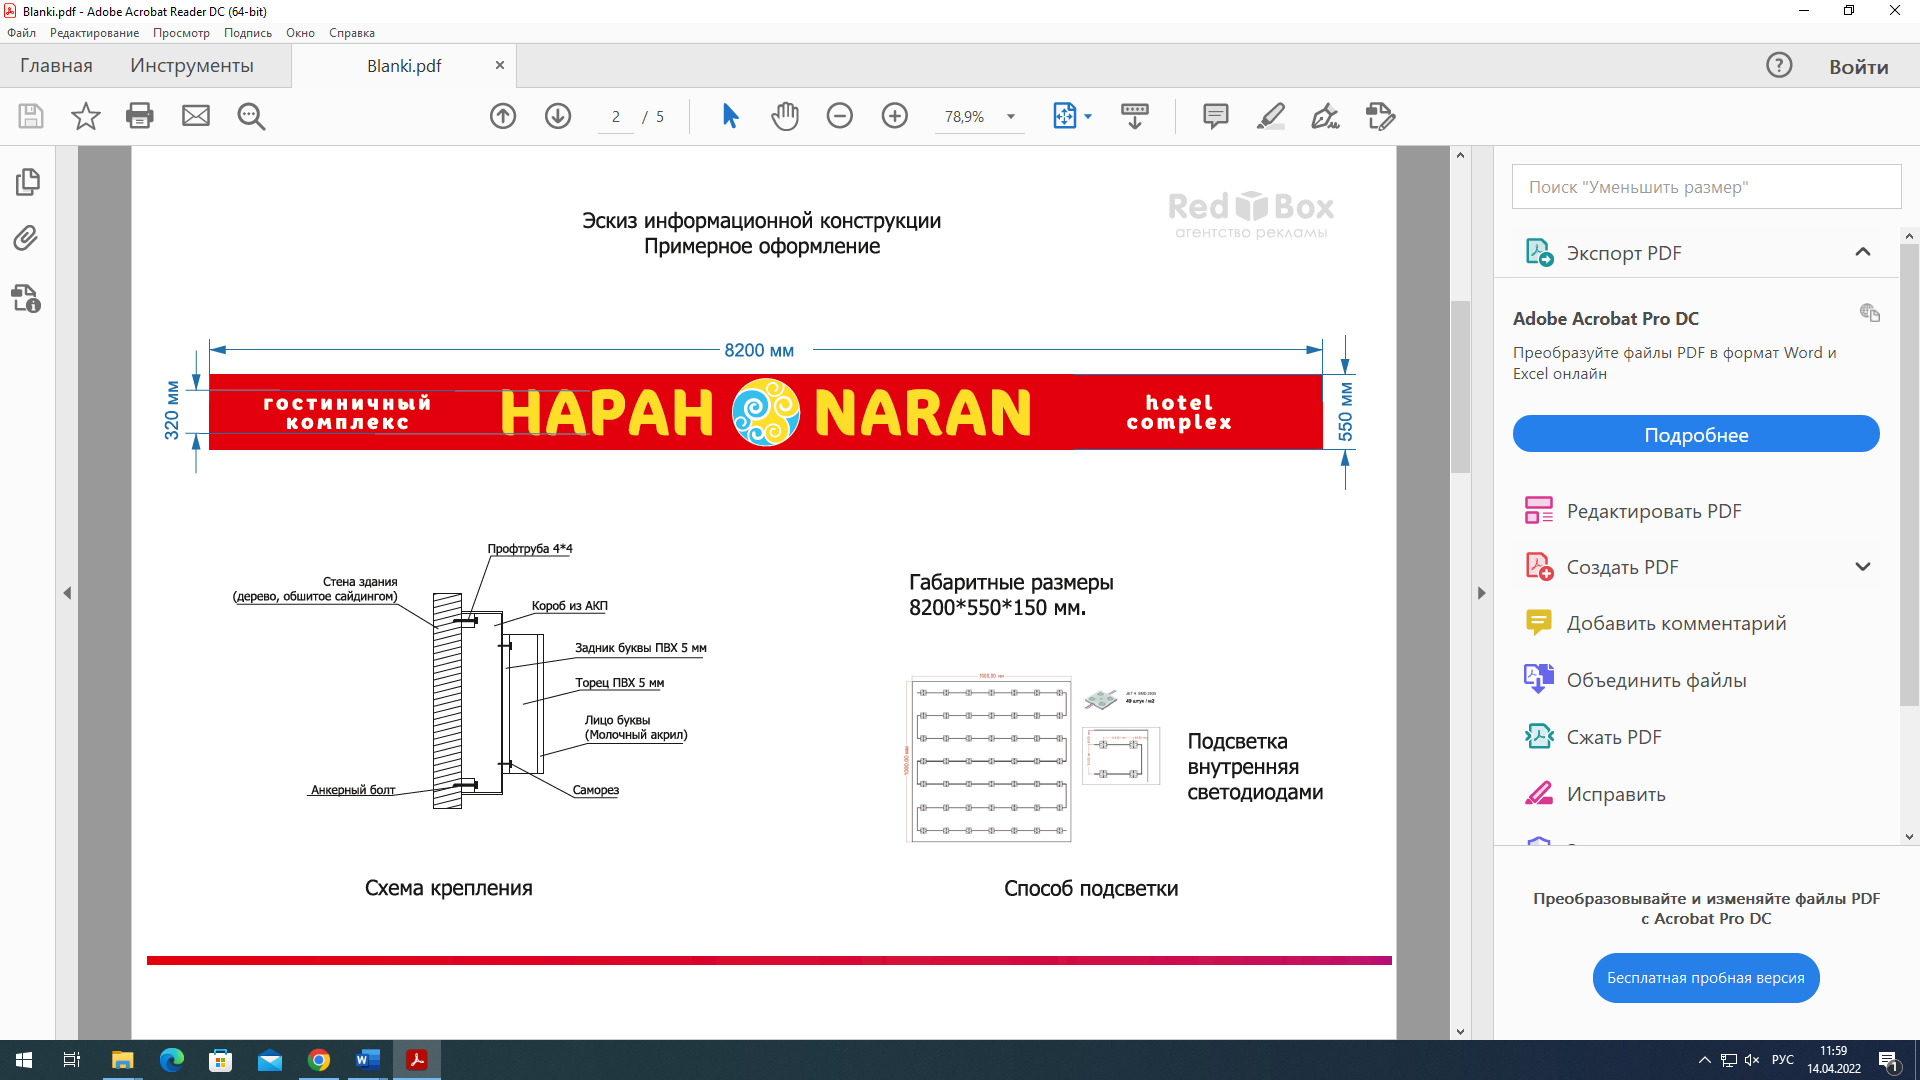 Blanki.pdf - Adobe Acrobat Reader DC (64-bit)
Файл Редактирование Просмотр Подпись Окно Справка
Главная Инструменты Blanki.pdf Войти
2 / 5 78,9%
Эскиз информационной конструкции
Примерное оформление
Red Box
агентство рекламы
8200 мм
320 мм
гостиничный
комплекс
НАРАН NARAN
hotel
complex
550 мм
Профтруба 4*4
Стена здания
(дерево, обшитое сайдингом)
Короб из АКП
Задник буквы ПВХ 5 мм
Торец ПВХ 5 мм
Лицо буквы
(Молочный акрил)
Анкерный болт
Саморез
Схема крепления
Габаритные размеры
8200*550*150 мм.
49 штук / м2
Подсветка
внутренняя
светодиодами
Способ подсветки
Поиск "Уменьшить размер"
Экспорт PDF
Adobe Acrobat Pro DC
Преобразуйте файлы PDF в формат Word и
Excel онлайн
Подробнее
Редактировать PDF
Создать PDF
Добавить комментарий
Объединить файлы
Сжать PDF
Исправить
Преобразовывайте и изменяйте файлы PDF
с Acrobat Pro DC
Бесплатная пробная версия
РУС
11:59
14.04.2022
1